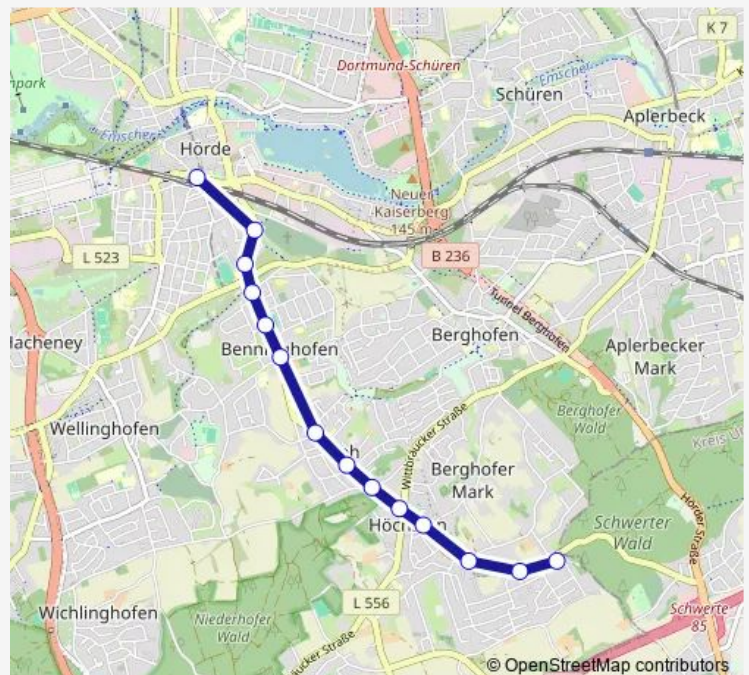 K 7
Dortmund-Schüren
Emscher
Schüren
Aplerbeck
Emscher
Hörde
Neuer
Kaiserberg
145 m
L 523
B 236
Tunnel Berghofen
Berghofen
Aplerbecker
Mark
Wellinghofen
Wittbräucker Straße
Berghofer
Wald
Berghofer
Mark
Schwerter
Wald
Hörder Straße
L 556
Wichlinghofen
Niederhofer
Wald
Schwerte
85
© OpenStreetMap contributors